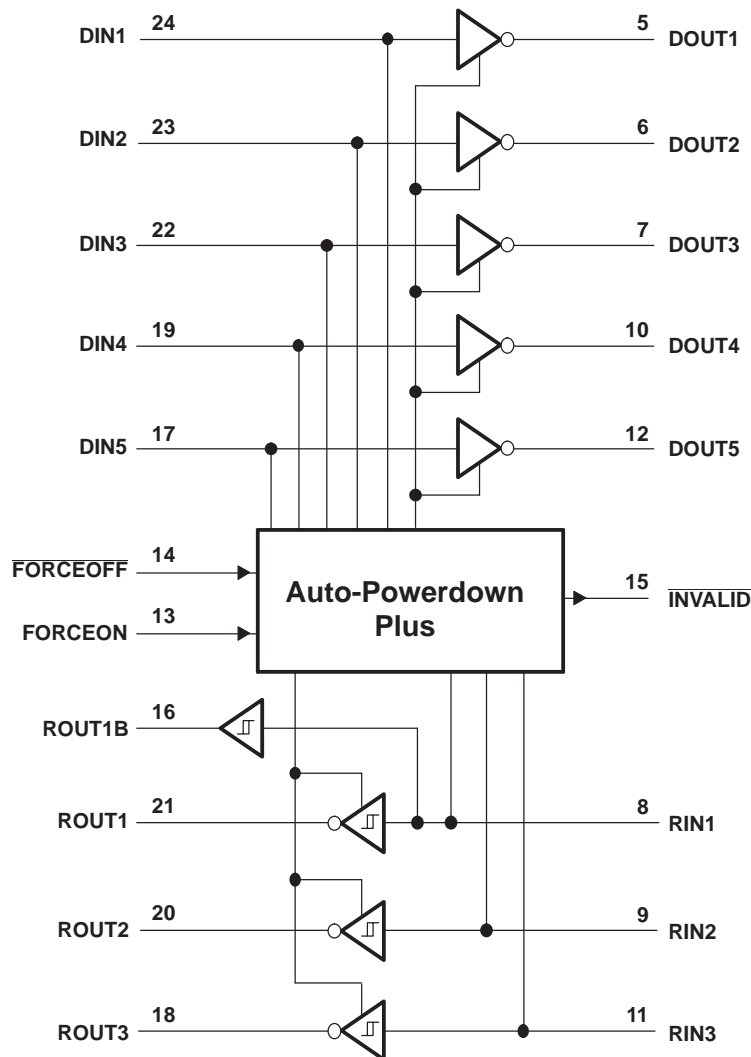 DIN1 24 5 DOUT1
DIN2 23 6 DOUT2
DIN3 22 7 DOUT3
DIN4 19 10 DOUT4
DIN5 17 12 DOUT5
FORCEOFF 14
Auto-Powerdown
Plus
15 INVALID
FORCEON 13
ROUT1B 16
ROUT1 21 8 RIN1
ROUT2 20 9 RIN2
ROUT3 18 11 RIN3